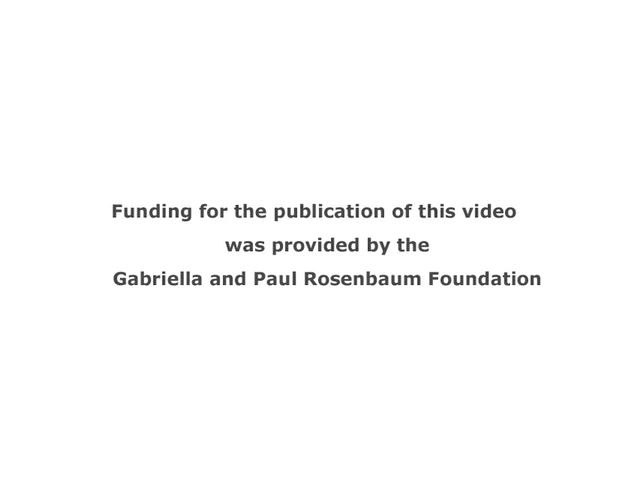 Funding for the publication of this video
was provided by the
Gabriella and Paul Rosenbaum Foundation